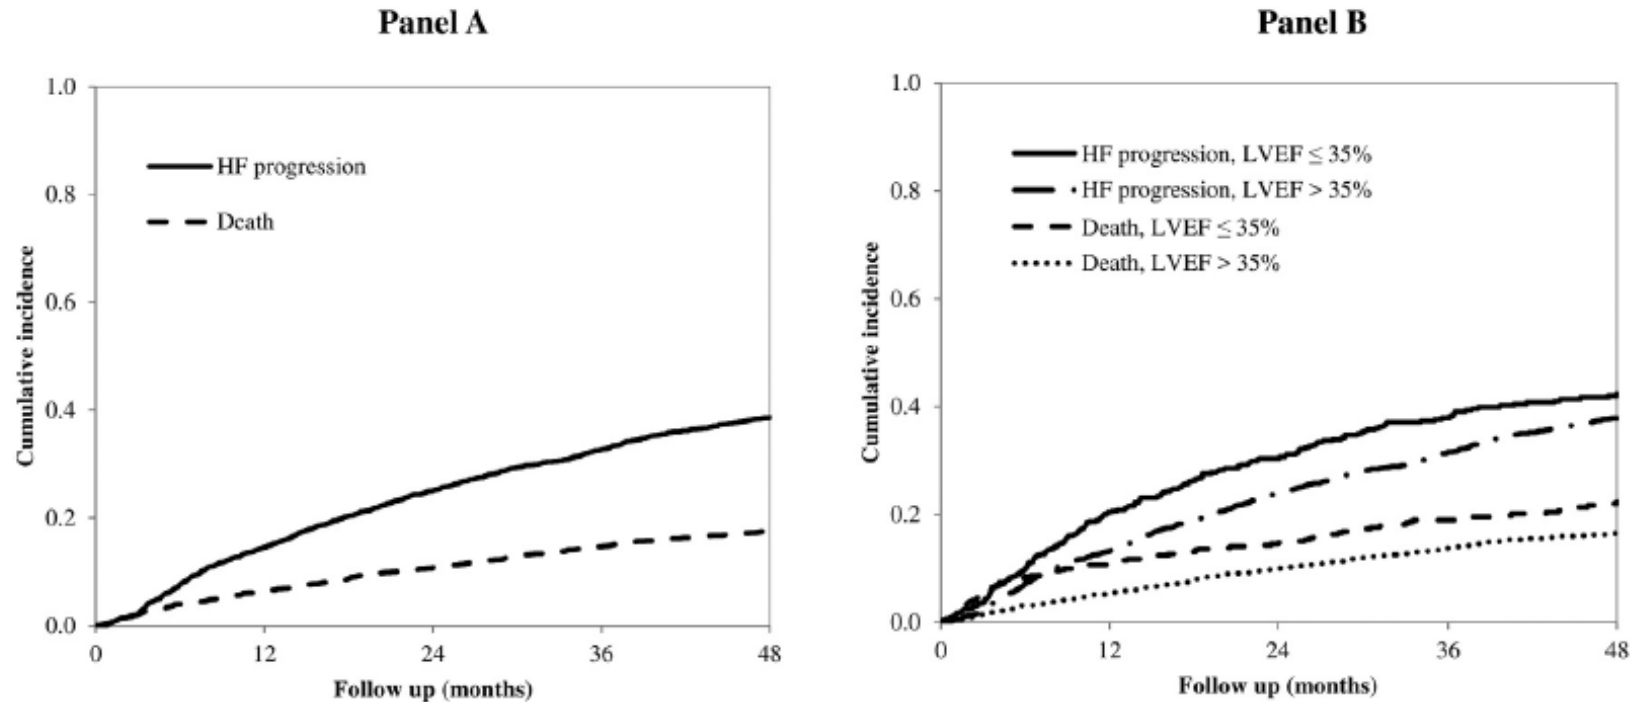 Panel A
1.0
0.8
0.6
0.4
0.2
0.0
Cumulative incidence
HF progression
Death
0 12 24 36 48
Follow up (months)
Panel B
1.0
0.8
0.6
0.4
0.2
0.0
Cumulative incidence
HF progression, LVEF ≤ 35%
HF progression, LVEF > 35%
Death, LVEF ≤ 35%
Death, LVEF > 35%
0 12 24 36 48
Follow up (months)